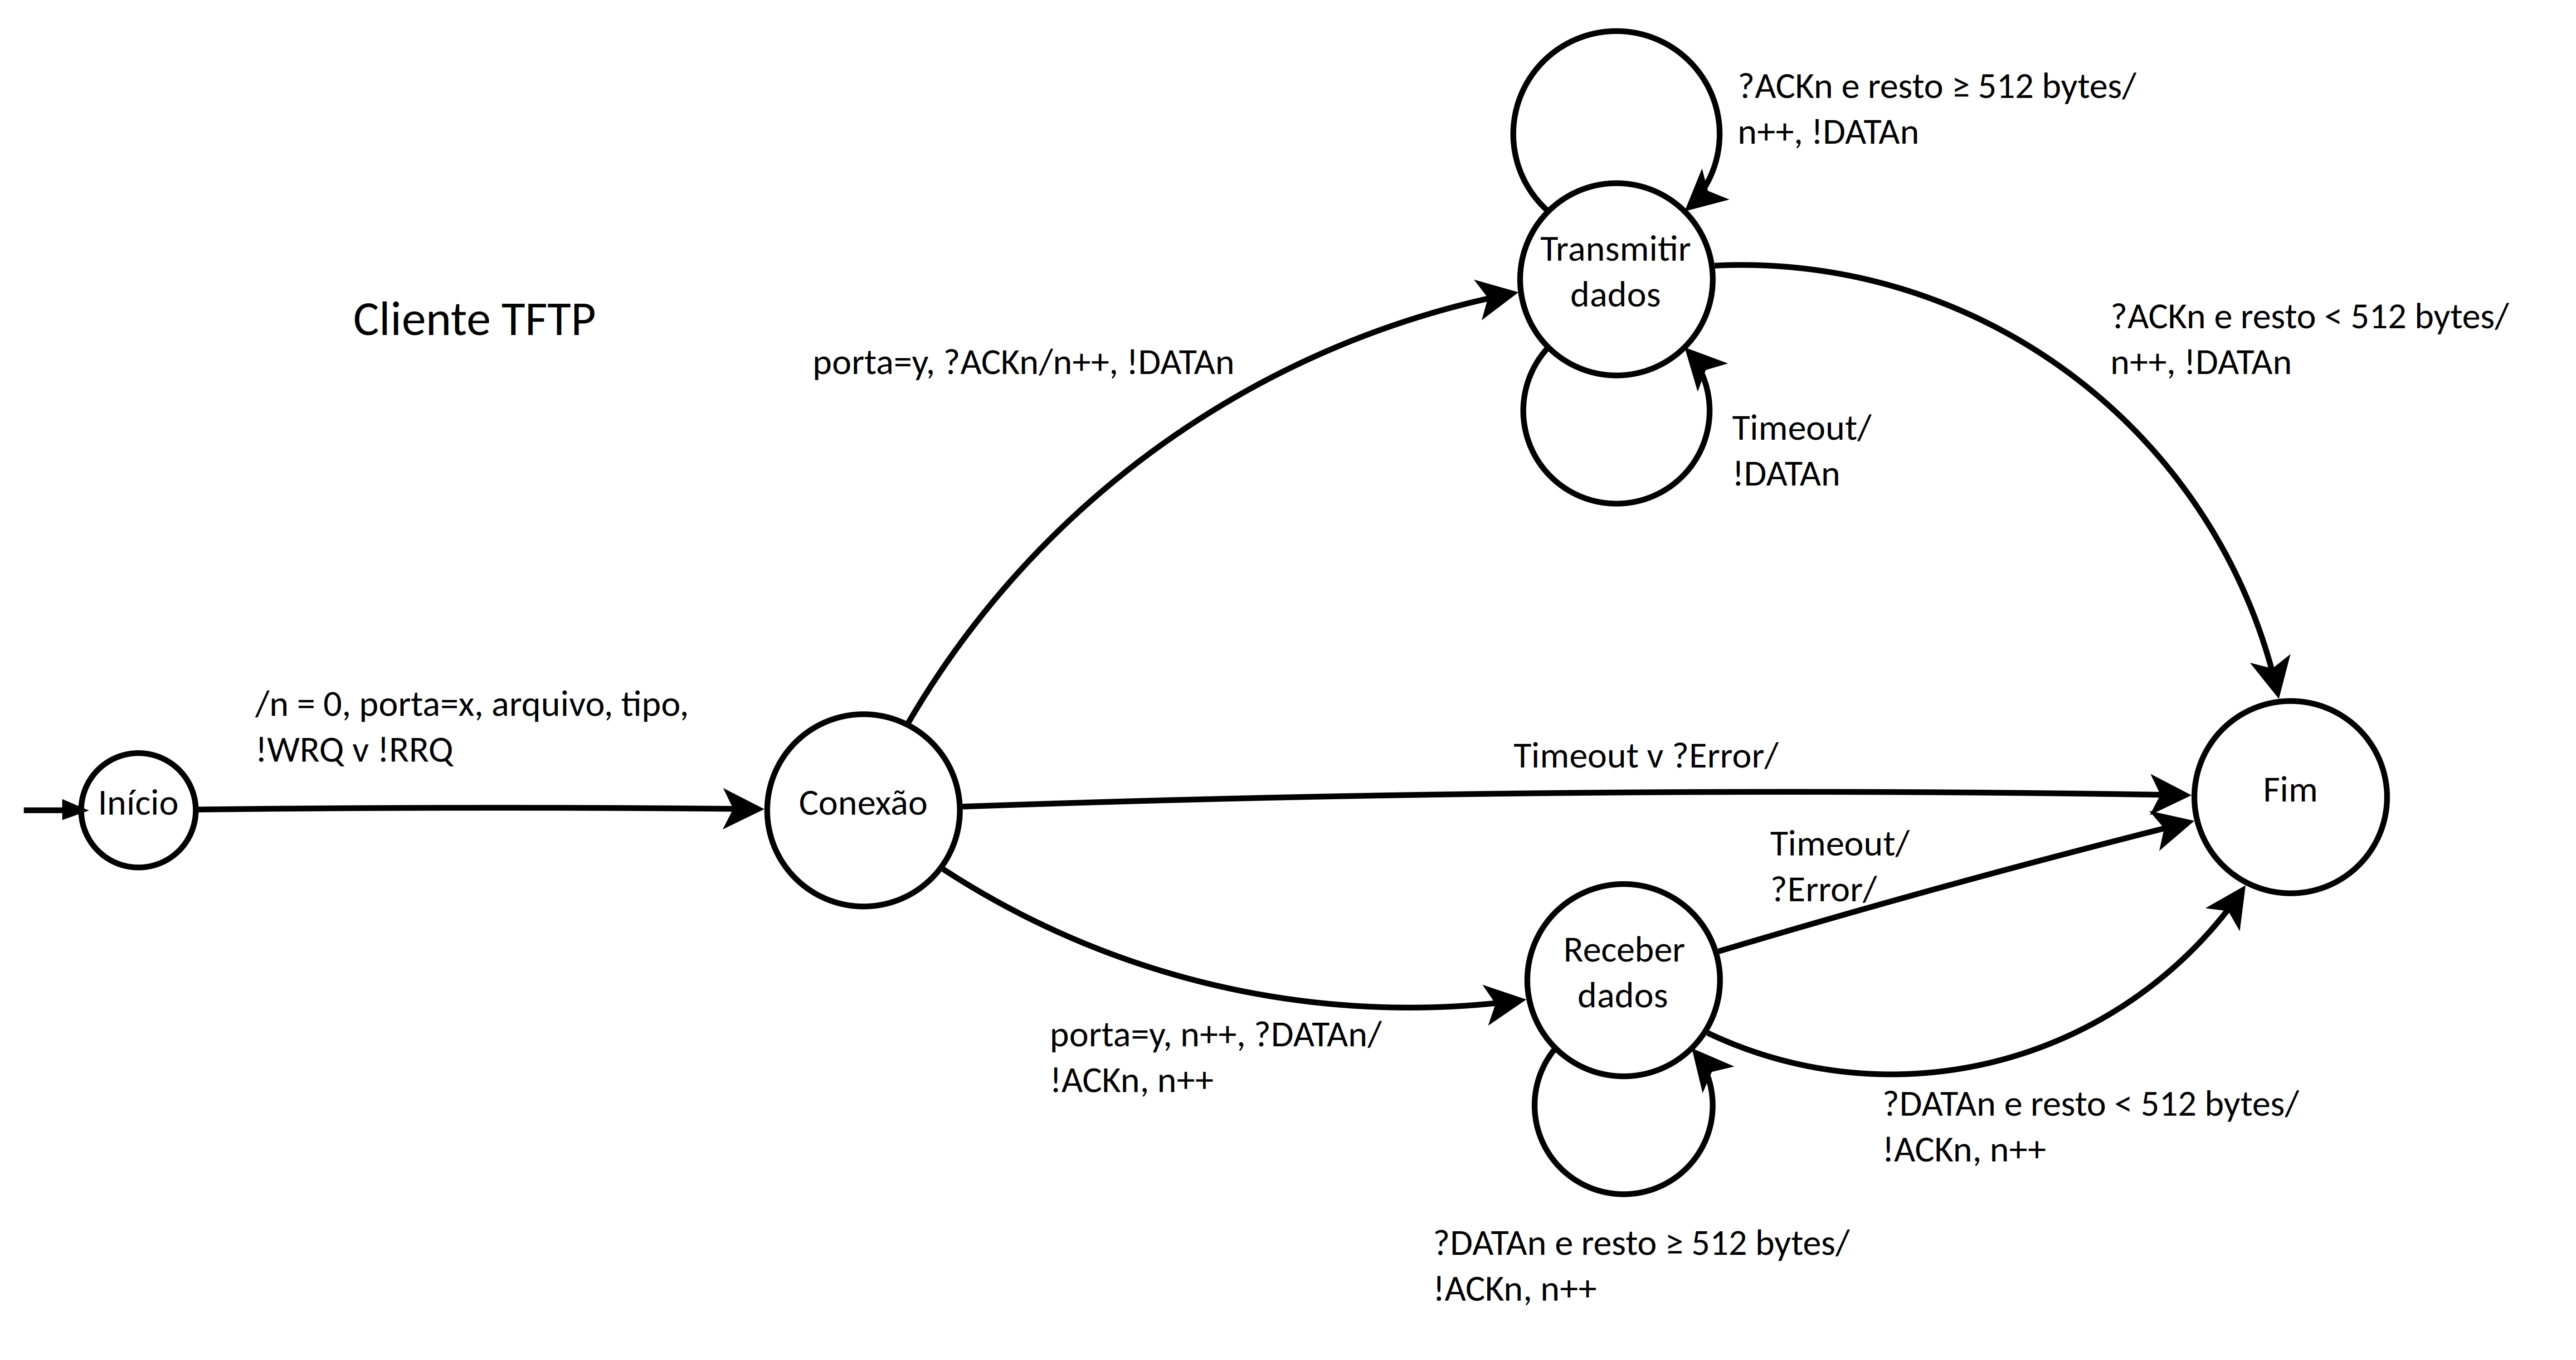 ?ACKn e resto ≥ 512 bytes/
n++, !DATAn
Transmitir
dados
Cliente TFTP
?ACKn e resto < 512 bytes/
n++, !DATAn
porta=y, ?ACKn/n++, !DATAn
Timeout/
!DATAn
/n = 0, porta=x, arquivo, tipo,
!WRQ v !RRQ
Início
Conexão
Timeout v ?Error/
Fim
Timeout/
?Error/
Receber
dados
porta=y, n++, ?DATAn/
!ACKn, n++
?DATAn e resto < 512 bytes/
!ACKn, n++
?DATAn e resto ≥ 512 bytes/
!ACKn, n++